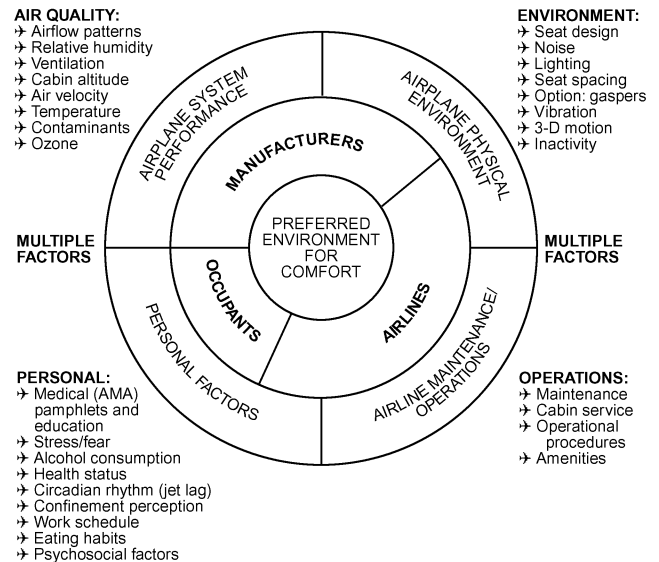 AIR QUALITY:
✈ Airflow patterns
✈ Relative humidity
✈ Ventilation
✈ Cabin altitude
✈ Air velocity
✈ Temperature
✈ Contaminants
✈ Ozone
ENVIRONMENT:
✈ Seat design
✈ Noise
✈ Lighting
✈ Seat spacing
✈ Option: gaspers
✈ Vibration
✈ 3-D motion
✈ Inactivity
AIRPLANE SYSTEM
PERFORMANCE
AIRPLANE PHYSICAL
ENVIRONMENT
MANUFACTURERS
PREFERRED
ENVIRONMENT
FOR
COMFORT
MULTIPLE
FACTORS
MULTIPLE
FACTORS
OCCUPANTS
AIRLINES
PERSONAL FACTORS
AIRLINE MAINTENANCE/
OPERATIONS
PERSONAL:
✈ Medical (AMA)
pamphlets and
education
✈ Stress/fear
✈ Alcohol consumption
✈ Health status
✈ Circadian rhythm (jet lag)
✈ Confinement perception
✈ Work schedule
✈ Eating habits
✈ Psychosocial factors
OPERATIONS:
✈ Maintenance
✈ Cabin service
✈ Operational
procedures
✈ Amenities